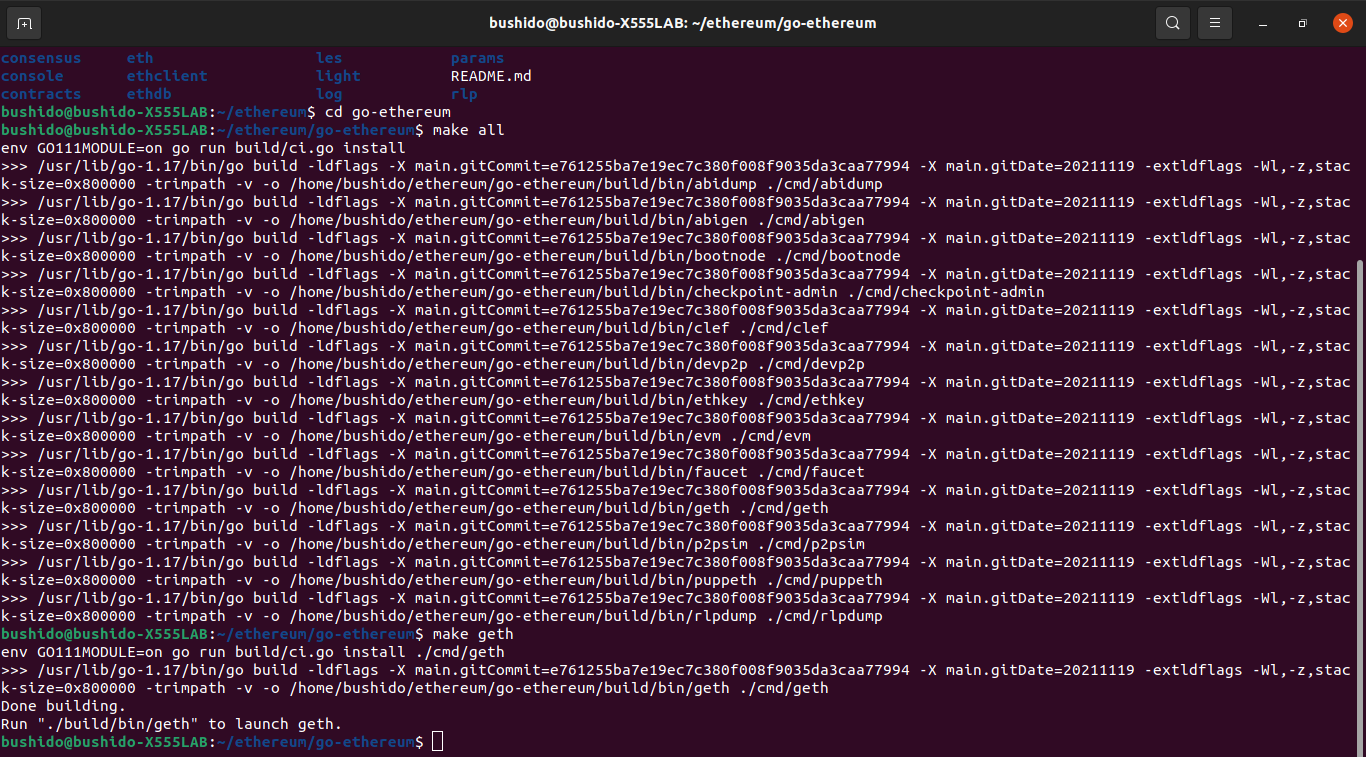 bushido@bushido-X555LAB: ~/ethereum/go-ethereum
consensus eth les params
console ethclient light README.md
contracts ethdb log rlp
bushido@bushido-X555LAB:~/ethereum$ cd go-ethereum
bushido@bushido-X555LAB:~/ethereum/go-ethereum$ make all
env GO111MODULE=on go run build/ci.go install
>>> /usr/lib/go-1.17/bin/go build -ldflags -X main.gitCommit=e761255ba7e19ec7c380f008f9035da3caa77994 -X main.gitDate=20211119 -extldflags -Wl,-z,stac
k-size=0x800000 -trimpath -v -o /home/bushido/ethereum/go-ethereum/build/bin/abidump ./cmd/abidump
>>> /usr/lib/go-1.17/bin/go build -ldflags -X main.gitCommit=e761255ba7e19ec7c380f008f9035da3caa77994 -X main.gitDate=20211119 -extldflags -Wl,-z,stac
k-size=0x800000 -trimpath -v -o /home/bushido/ethereum/go-ethereum/build/bin/abigen ./cmd/abigen
>>> /usr/lib/go-1.17/bin/go build -ldflags -X main.gitCommit=e761255ba7e19ec7c380f008f9035da3caa77994 -X main.gitDate=20211119 -extldflags -Wl,-z,stac
k-size=0x800000 -trimpath -v -o /home/bushido/ethereum/go-ethereum/build/bin/bootnode ./cmd/bootnode
>>> /usr/lib/go-1.17/bin/go build -ldflags -X main.gitCommit=e761255ba7e19ec7c380f008f9035da3caa77994 -X main.gitDate=20211119 -extldflags -Wl,-z,stac
k-size=0x800000 -trimpath -v -o /home/bushido/ethereum/go-ethereum/build/bin/checkpoint-admin ./cmd/checkpoint-admin
>>> /usr/lib/go-1.17/bin/go build -ldflags -X main.gitCommit=e761255ba7e19ec7c380f008f9035da3caa77994 -X main.gitDate=20211119 -extldflags -Wl,-z,stac
k-size=0x800000 -trimpath -v -o /home/bushido/ethereum/go-ethereum/build/bin/clef ./cmd/clef
>>> /usr/lib/go-1.17/bin/go build -ldflags -X main.gitCommit=e761255ba7e19ec7c380f008f9035da3caa77994 -X main.gitDate=20211119 -extldflags -Wl,-z,stac
k-size=0x800000 -trimpath -v -o /home/bushido/ethereum/go-ethereum/build/bin/devp2p ./cmd/devp2p
>>> /usr/lib/go-1.17/bin/go build -ldflags -X main.gitCommit=e761255ba7e19ec7c380f008f9035da3caa77994 -X main.gitDate=20211119 -extldflags -Wl,-z,stac
k-size=0x800000 -trimpath -v -o /home/bushido/ethereum/go-ethereum/build/bin/ethkey ./cmd/ethkey
>>> /usr/lib/go-1.17/bin/go build -ldflags -X main.gitCommit=e761255ba7e19ec7c380f008f9035da3caa77994 -X main.gitDate=20211119 -extldflags -Wl,-z,stac
k-size=0x800000 -trimpath -v -o /home/bushido/ethereum/go-ethereum/build/bin/evm ./cmd/evm
>>> /usr/lib/go-1.17/bin/go build -ldflags -X main.gitCommit=e761255ba7e19ec7c380f008f9035da3caa77994 -X main.gitDate=20211119 -extldflags -Wl,-z,stac
k-size=0x800000 -trimpath -v -o /home/bushido/ethereum/go-ethereum/build/bin/faucet ./cmd/faucet
>>> /usr/lib/go-1.17/bin/go build -ldflags -X main.gitCommit=e761255ba7e19ec7c380f008f9035da3caa77994 -X main.gitDate=20211119 -extldflags -Wl,-z,stac
k-size=0x800000 -trimpath -v -o /home/bushido/ethereum/go-ethereum/build/bin/geth ./cmd/geth
>>> /usr/lib/go-1.17/bin/go build -ldflags -X main.gitCommit=e761255ba7e19ec7c380f008f9035da3caa77994 -X main.gitDate=20211119 -extldflags -Wl,-z,stac
k-size=0x800000 -trimpath -v -o /home/bushido/ethereum/go-ethereum/build/bin/p2psim ./cmd/p2psim
>>> /usr/lib/go-1.17/bin/go build -ldflags -X main.gitCommit=e761255ba7e19ec7c380f008f9035da3caa77994 -X main.gitDate=20211119 -extldflags -Wl,-z,stac
k-size=0x800000 -trimpath -v -o /home/bushido/ethereum/go-ethereum/build/bin/puppeth ./cmd/puppeth
>>> /usr/lib/go-1.17/bin/go build -ldflags -X main.gitCommit=e761255ba7e19ec7c380f008f9035da3caa77994 -X main.gitDate=20211119 -extldflags -Wl,-z,stac
k-size=0x800000 -trimpath -v -o /home/bushido/ethereum/go-ethereum/build/bin/rlpdump ./cmd/rlpdump
bushido@bushido-X555LAB:~/ethereum/go-ethereum$ make geth
env GO111MODULE=on go run build/ci.go install ./cmd/geth
>>> /usr/lib/go-1.17/bin/go build -ldflags -X main.gitCommit=e761255ba7e19ec7c380f008f9035da3caa77994 -X main.gitDate=20211119 -extldflags -Wl,-z,stac
k-size=0x800000 -trimpath -v -o /home/bushido/ethereum/go-ethereum/build/bin/geth ./cmd/geth
Done building.
Run "./build/bin/geth" to launch geth.
bushido@bushido-X555LAB:~/ethereum/go-ethereum$